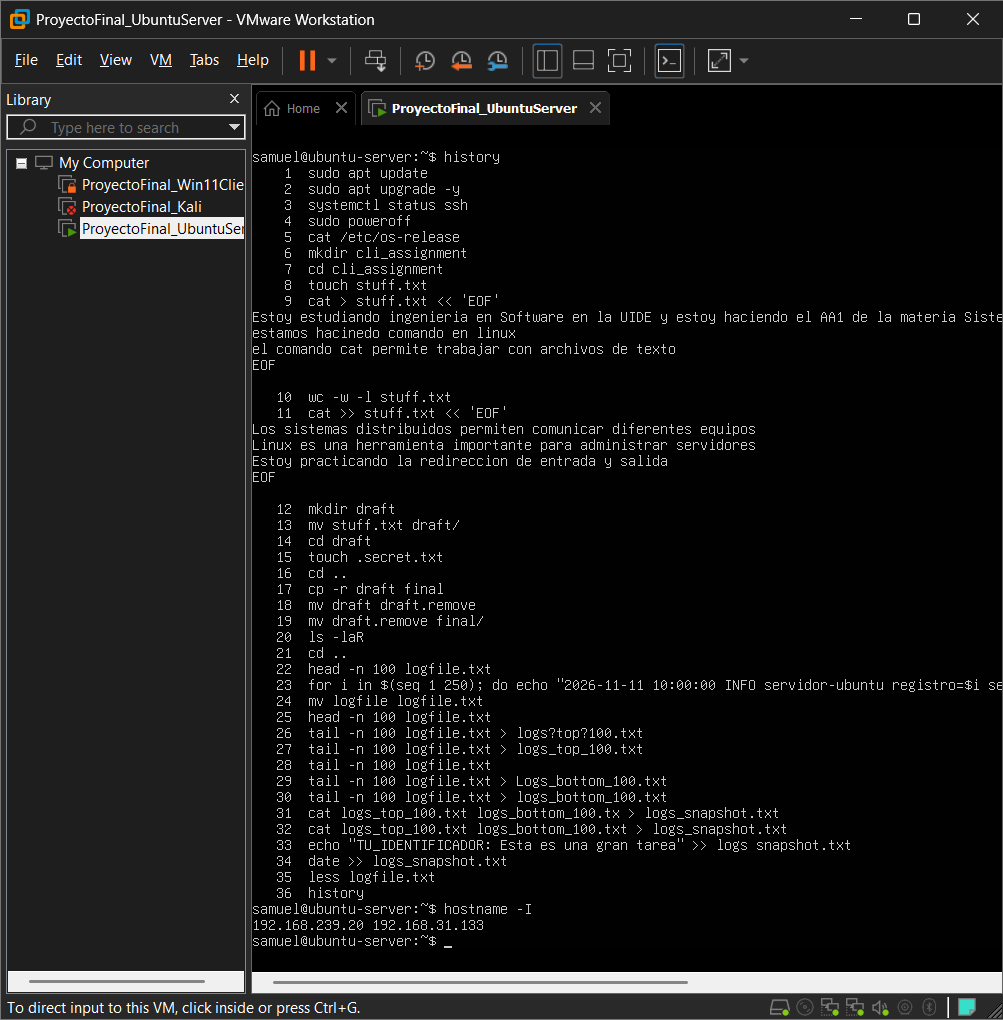 ProyectoFinal_UbuntuServer - VMware Workstation
File Edit View VM Tabs Help
Library
Home
ProyectoFinal_UbuntuServer
Type here to search
My Computer
ProyectoFinal_Win11Clie
ProyectoFinal_Kali
ProyectoFinal_UbuntuSer
samuel@ubuntu-server:~$ history
1 sudo apt update
2 sudo apt upgrade -y
3 systemctl status ssh
4 sudo poweroff
5 cat /etc/os-release
6 mkdir cli_assignment
7 cd cli_assignment
8 touch stuff.txt
9 cat > stuff.txt << 'EOF'
Estoy estudiando ingenieria en Software en la UIDE y estoy haciendo el AA1 de la materia Siste
estamos hacinedo comando en linux
el comando cat permite trabajar con archivos de texto
EOF
10 wc -w -l stuff.txt
11 cat >> stuff.txt << 'EOF'
Los sistemas distribuidos permiten comunicar diferentes equipos
Linux es una herramienta importante para administrar servidores
Estoy practicando la redireccion de entrada y salida
EOF
12 mkdir draft
13 mv stuff.txt draft/
14 cd draft
15 touch .secret.txt
16 cd ..
17 cp -r draft final
18 mv draft draft.remove
19 mv draft.remove final/
20 ls -laR
21 cd ..
22 head -n 100 logfile.txt
23 for i in $(seq 1 250); do echo "2026-11-11 10:00:00 INFO servidor-ubuntu registro=$i se
24 mv logfile logfile.txt
25 head -n 100 logfile.txt
26 tail -n 100 logfile.txt > logs?top?100.txt
27 tail -n 100 logfile.txt > logs_top_100.txt
28 tail -n 100 logfile.txt
29 tail -n 100 logfile.txt > Logs_bottom_100.txt
30 tail -n 100 logfile.txt > logs_bottom_100.txt
31 cat logs_top_100.txt logs_bottom_100.tx > logs_snapshot.txt
32 cat logs_top_100.txt logs_bottom_100.txt > logs_snapshot.txt
33 echo "TU_IDENTIFICADOR: Esta es una gran tarea" >> logs snapshot.txt
34 date >> logs_snapshot.txt
35 less logfile.txt
36 history
samuel@ubuntu-server:~$ hostname -I
192.168.239.20 192.168.31.133
samuel@ubuntu-server:~$ _
To direct input to this VM, click inside or press Ctrl+G.